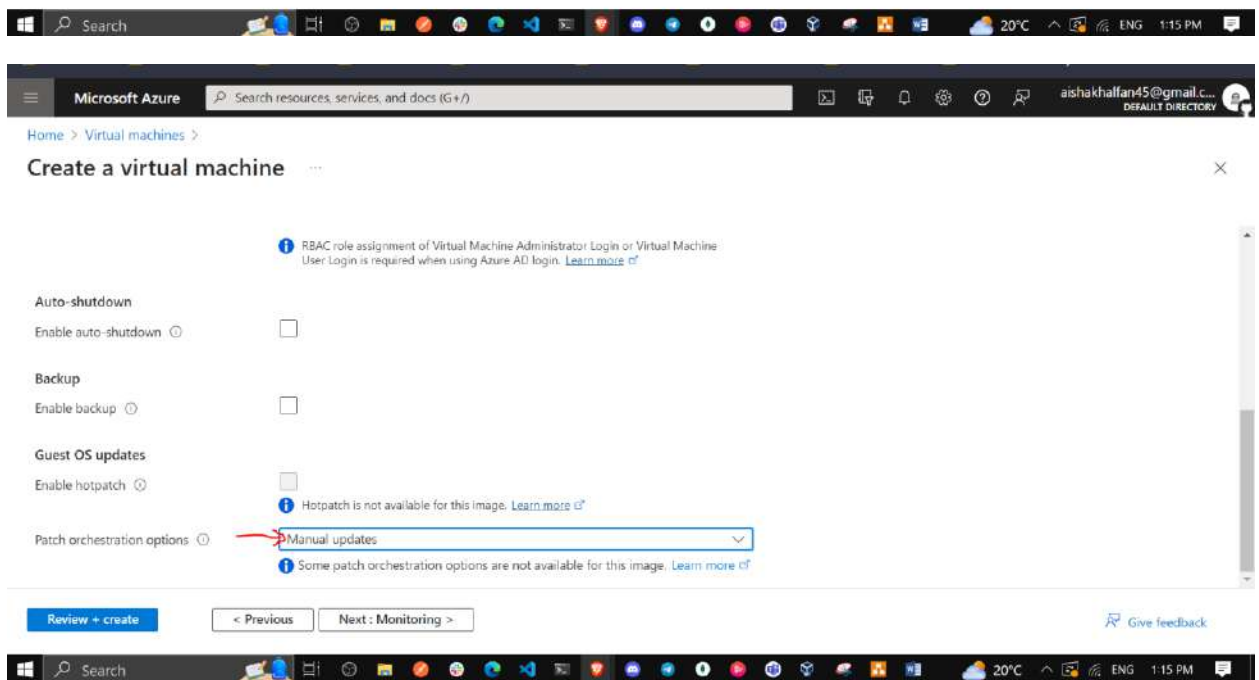 Search
20°C ENG 1:15 PM
Microsoft Azure Search resources, services, and docs (G+/) aishakhalfan45@gmail.c...
DEFAULT DIRECTORY
Home > Virtual machines >
Create a virtual machine ...
RBAC role assignment of Virtual Machine Administrator Login or Virtual Machine
User Login is required when using Azure AD login. Learn more
Auto-shutdown
Enable auto-shutdown
Backup
Enable backup
Guest OS updates
Enable hotpatch
Hotpatch is not available for this image. Learn more
Patch orchestration options Manual updates
Some patch orchestration options are not available for this image. Learn more
Review + create < Previous Next : Monitoring > Give feedback
Search
20°C ENG 1:15 PM